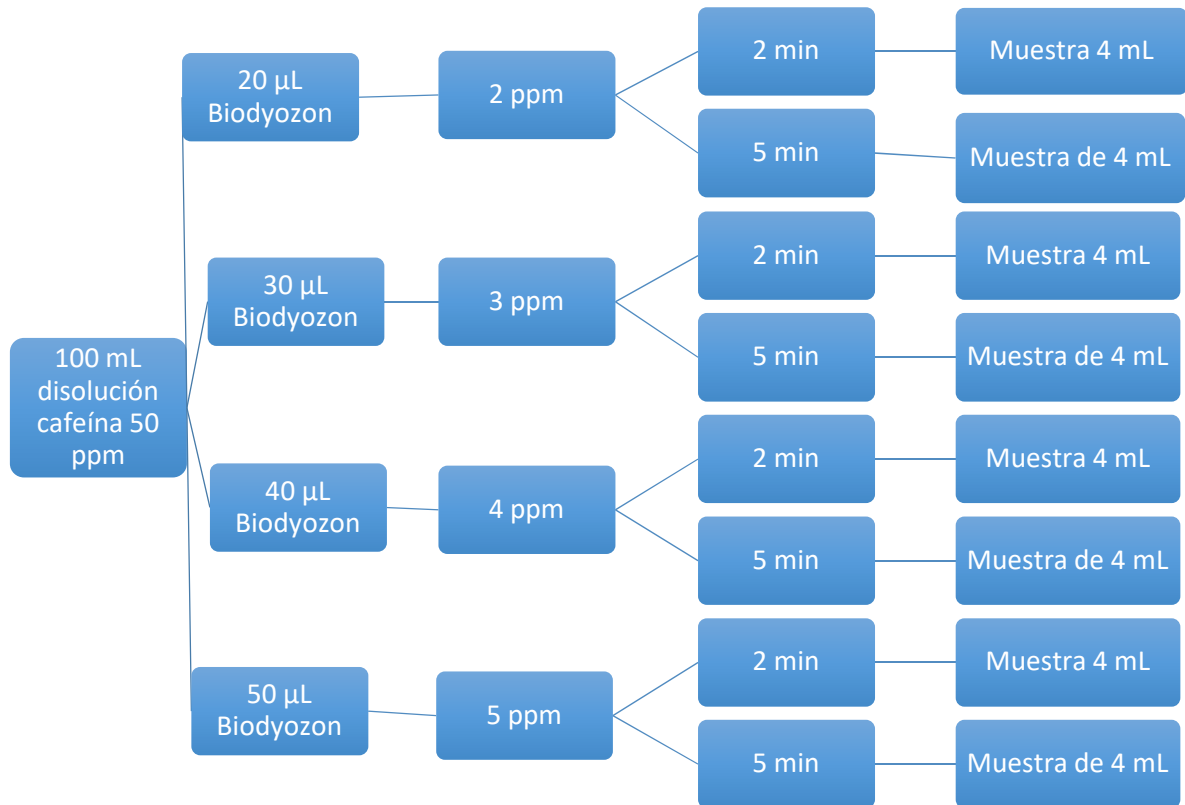 100 mL
disolución
cafeína 50
ppm
20 µL
Biodyozon
2 ppm
2 min
Muestra 4 mL
5 min
Muestra de 4 mL
30 µL
Biodyozon
3 ppm
2 min
Muestra 4 mL
5 min
Muestra de 4 mL
40 µL
Biodyozon
4 ppm
2 min
Muestra 4 mL
5 min
Muestra de 4 mL
50 µL
Biodyozon
5 ppm
2 min
Muestra 4 mL
5 min
Muestra de 4 mL